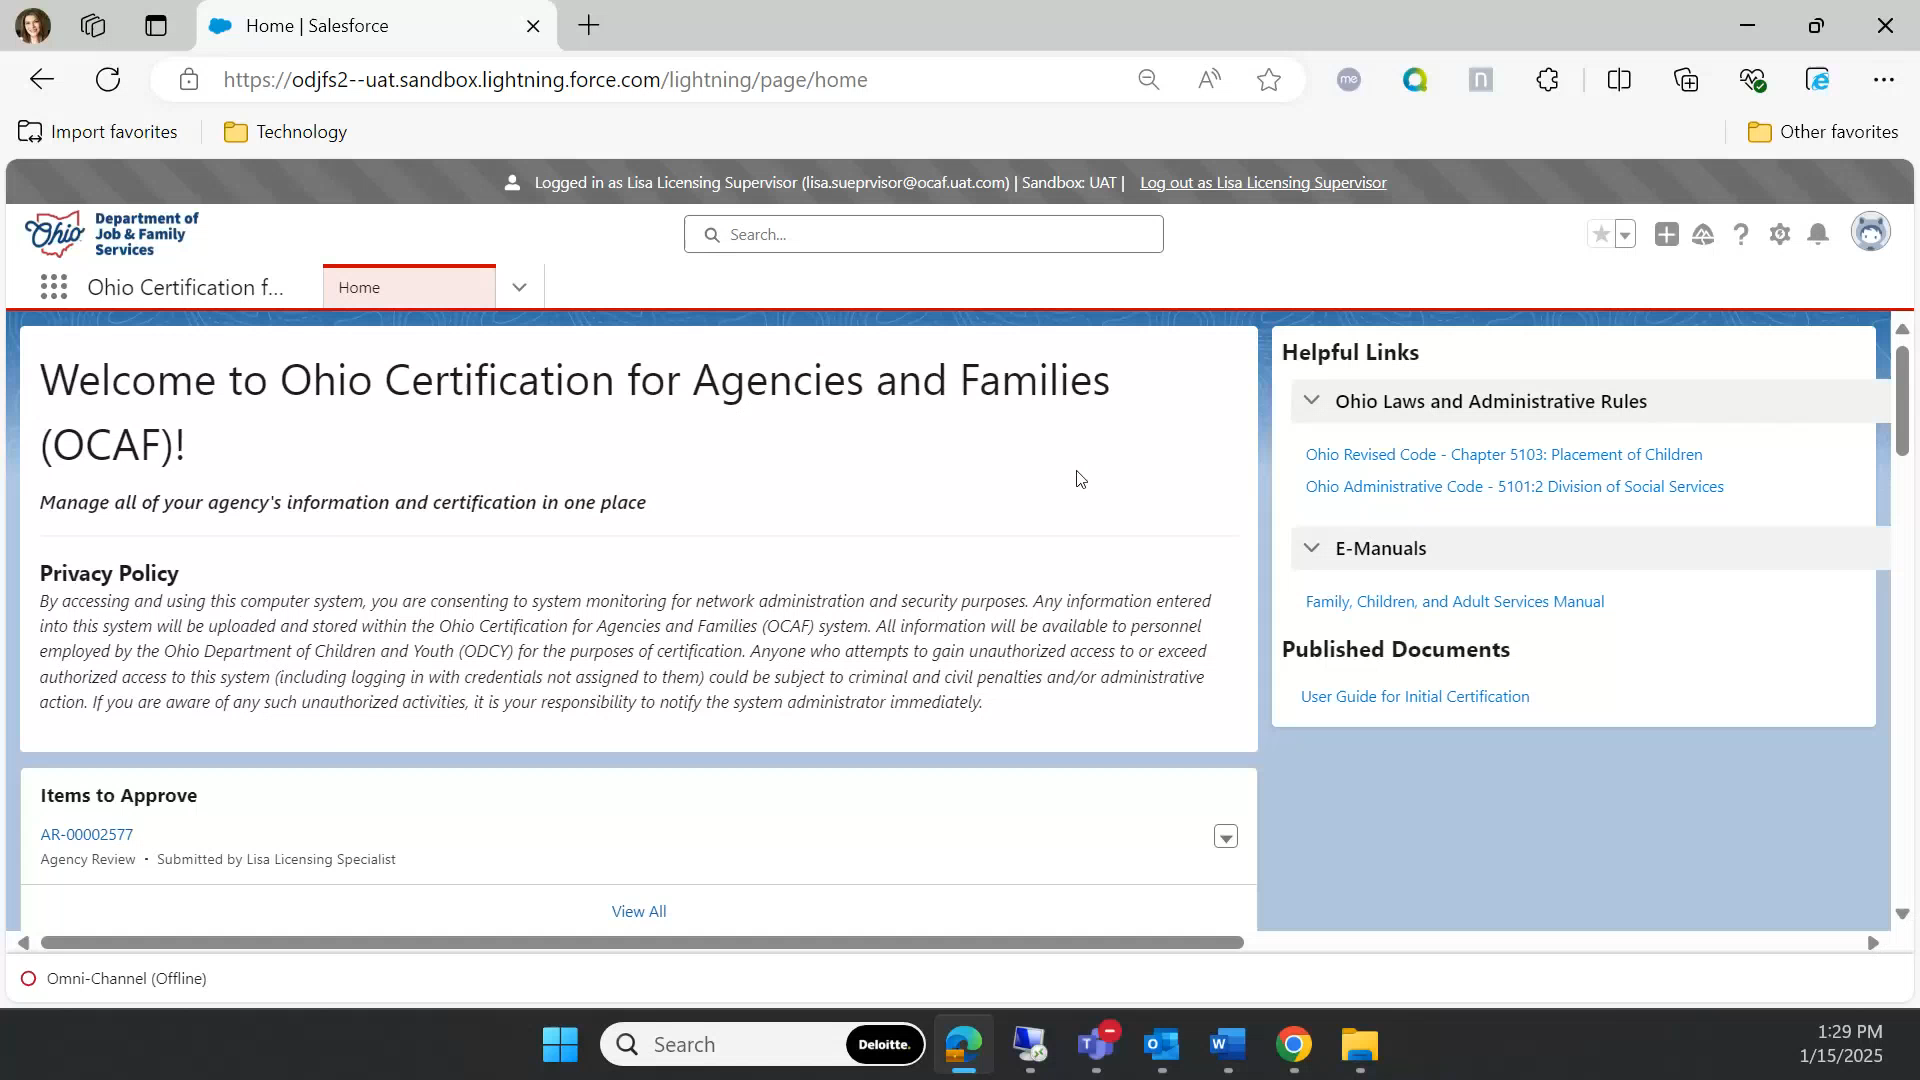 Home | Salesforce
https://odjfs2--uat.sandbox.lightning.force.com/lightning/page/home
me
n
Import favorites
Technology
Other favorites
Logged in as Lisa Licensing Supervisor (lisa.sueprvisor@ocaf.uat.com) | Sandbox: UAT | Log out as Lisa Licensing Supervisor
Ohio
Department of
Job & Family
Services
Search...
Ohio Certification f...
Home
Welcome to Ohio Certification for Agencies and Families
(OCAF)!
Manage all of your agency's information and certification in one place
Privacy Policy
By accessing and using this computer system, you are consenting to system monitoring for network administration and security purposes. Any information entered
into this system will be uploaded and stored within the Ohio Certification for Agencies and Families (OCAF) system. All information will be available to personnel
employed by the Ohio Department of Children and Youth (ODCY) for the purposes of certification. Anyone who attempts to gain unauthorized access to or exceed
authorized access to this system (including logging in with credentials not assigned to them) could be subject to criminal and civil penalties and/or administrative
action. If you are aware of any such unauthorized activities, it is your responsibility to notify the system administrator immediately.
Items to Approve
AR-00002577
Agency Review • Submitted by Lisa Licensing Specialist
View All
Helpful Links
Ohio Laws and Administrative Rules
Ohio Revised Code - Chapter 5103: Placement of Children
Ohio Administrative Code - 5101:2 Division of Social Services
E-Manuals
Family, Children, and Adult Services Manual
Published Documents
User Guide for Initial Certification
Omni-Channel (Offline)
Search
Deloitte.
1:29 PM
1/15/2025